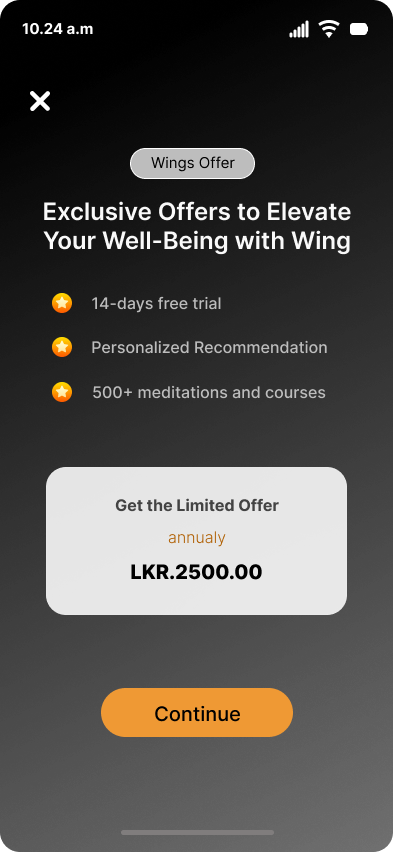 10.24 a.m
Wings Offer
Exclusive Offers to Elevate
Your Well-Being with Wing
14-days free trial
Personalized Recommendation
500+ meditations and courses
Get the Limited Offer
annualy
LKR.2500.00
Continue